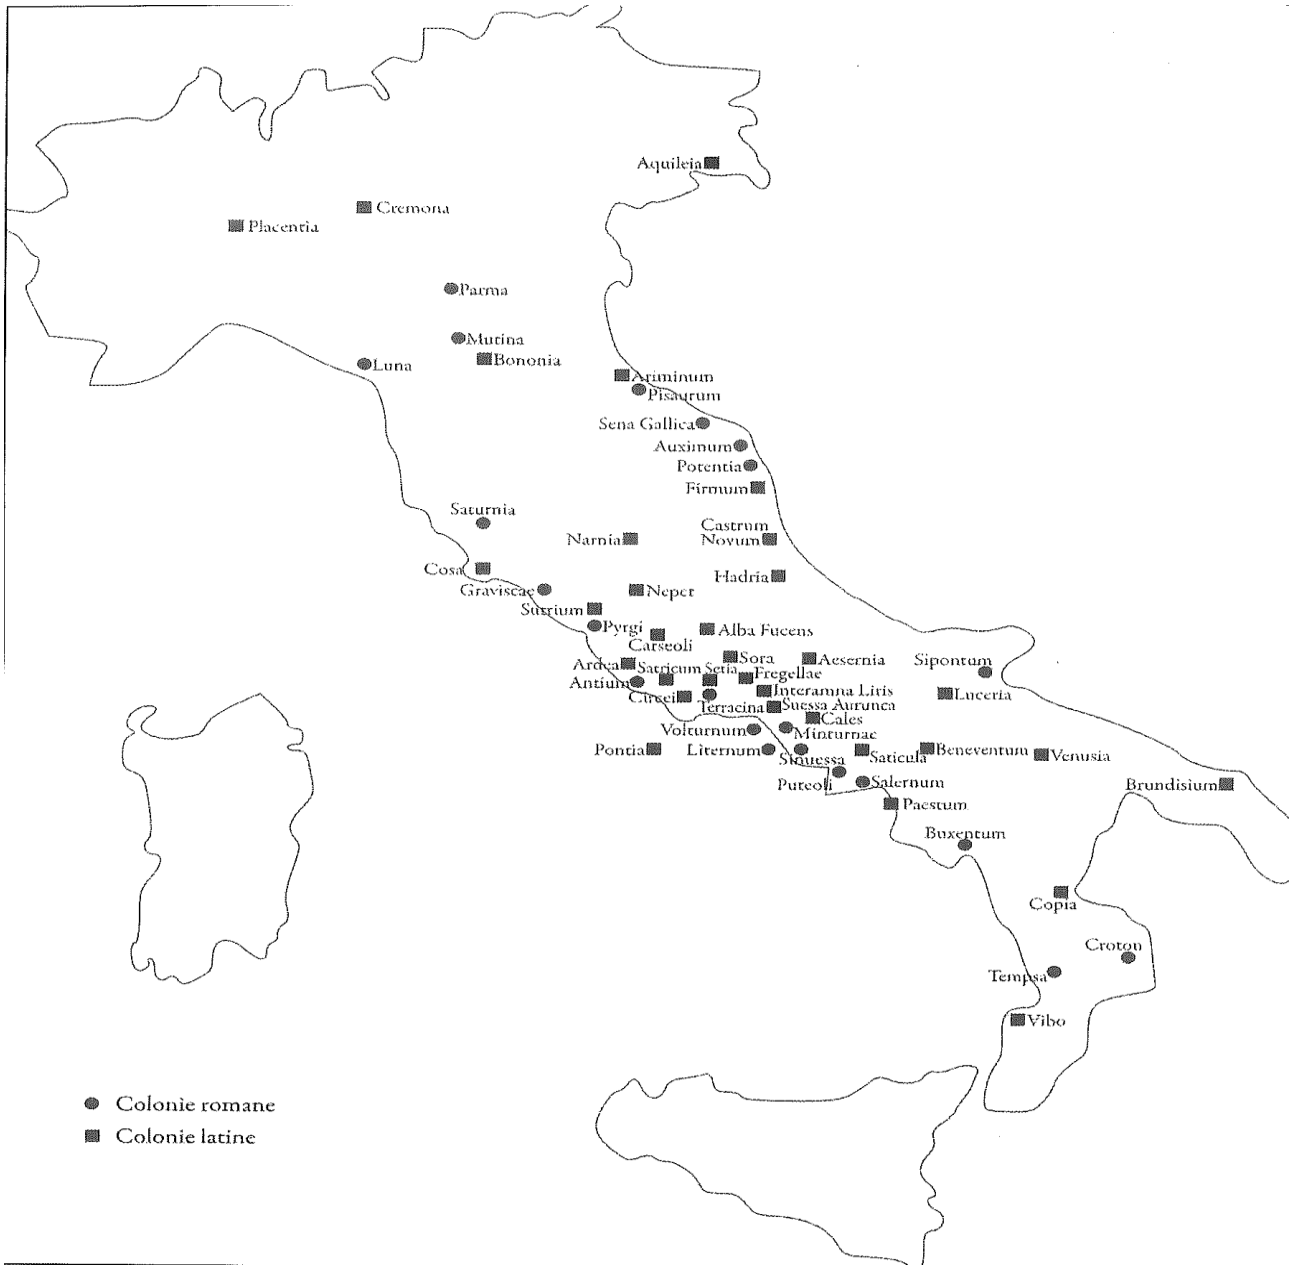 Aquileia
Cremona
Placentia
Parma
Mutina
Bononia
Luna
Ariminum
Pisaurum
Sena Gallica
Auximum
Potentia
Firmum
Saturnia
Castrum
Novum
Narnia
Cosa
Hadria
Graviscae
Nepet
Sutrium
Pyrgi
Alba Fucens
Carseoli
Sora
Aesernia
Sipontum
Ardea
Satricum
Setia
Fregellae
Antium
Circei
Interamna Liris
Luceria
Terracina
Suessa Aurunca
Cales
Volturnum
Minturnae
Pontia
Liternum
Sinuessa
Saticula
Beneventum
Venusia
Puteoli
Salernum
Brundisium
Paestum
Buxentum
Copia
Croton
Tempsa
Vibo
Colonie romane
Colonie latine